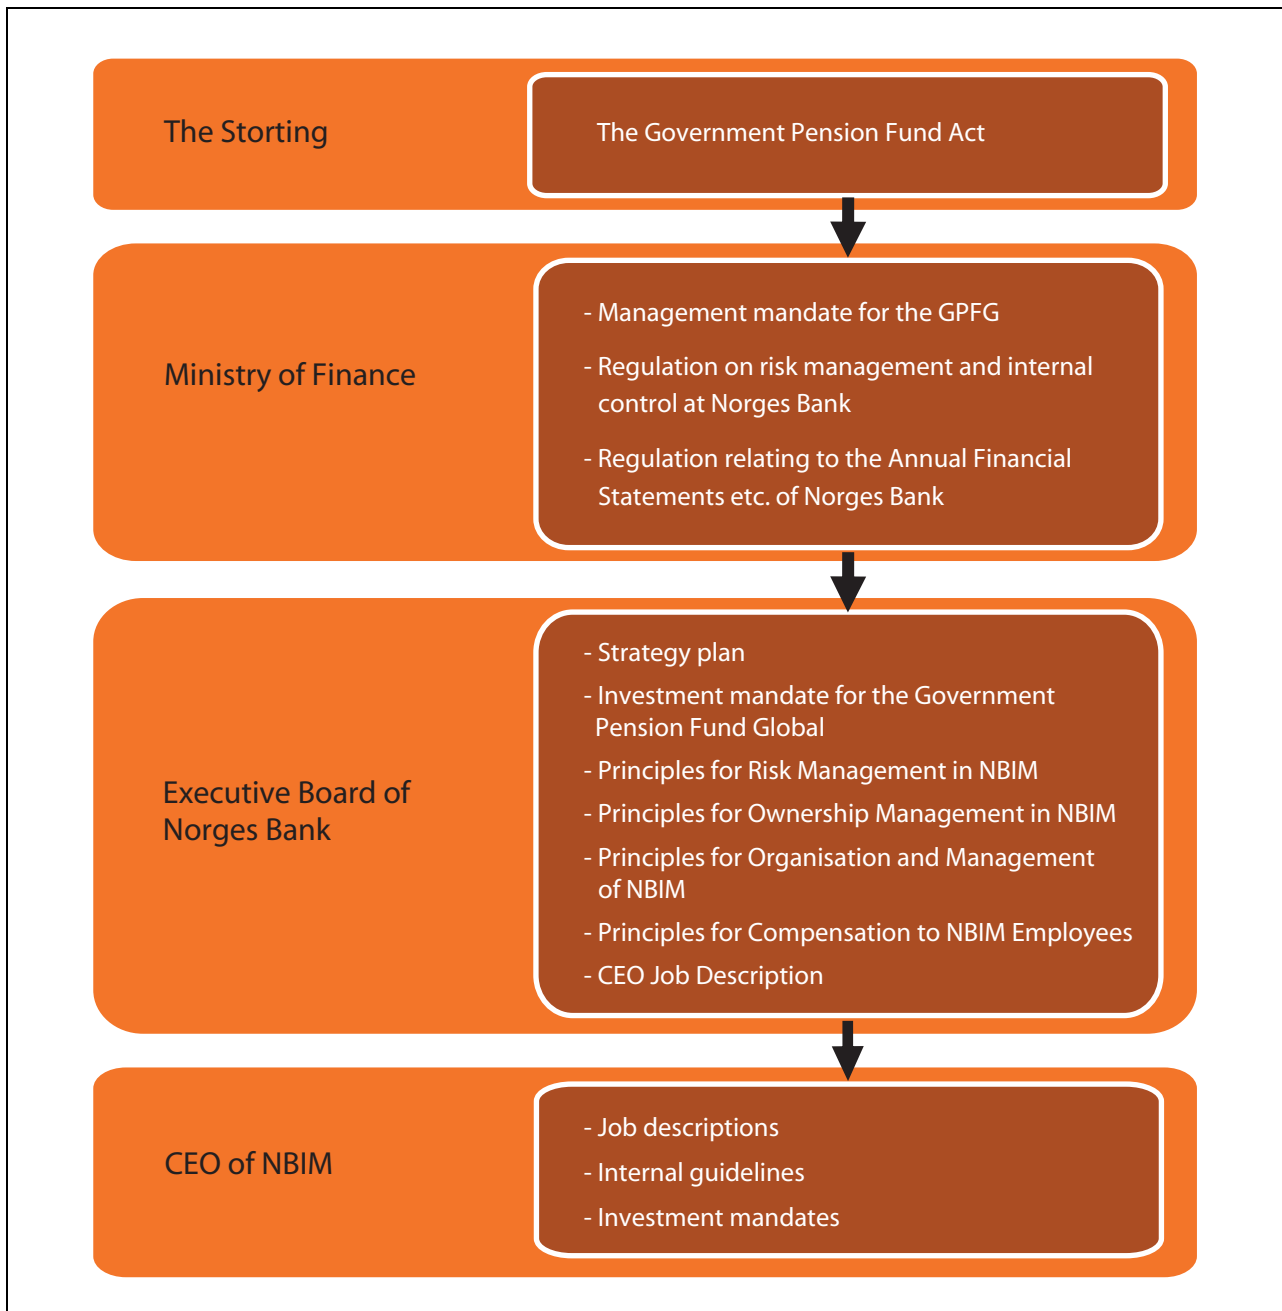 The Storting
The Government Pension Fund Act
Ministry of Finance
- Management mandate for the GPFG
- Regulation on risk management and internal
control at Norges Bank
- Regulation relating to the Annual Financial
Statements etc. of Norges Bank
Executive Board of
Norges Bank
- Strategy plan
- Investment mandate for the Government
Pension Fund Global
- Principles for Risk Management in NBIM
- Principles for Ownership Management in NBIM
- Principles for Organisation and Management
of NBIM
- Principles for Compensation to NBIM Employees
- CEO Job Description
CEO of NBIM
- Job descriptions
- Internal guidelines
- Investment mandates